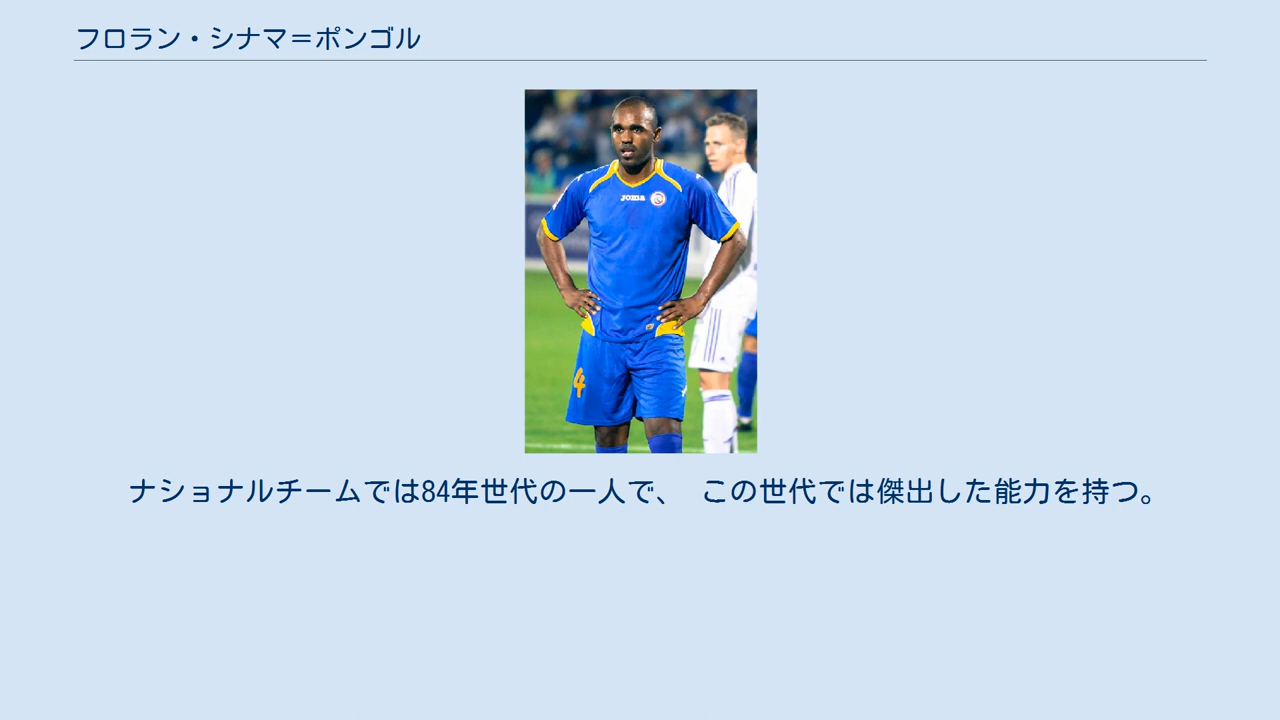 フロラン・シナマ＝ポンゴル
Joma
4
ナショナルチームでは84年世代の一人で、 この世代では傑出した能力を持つ。